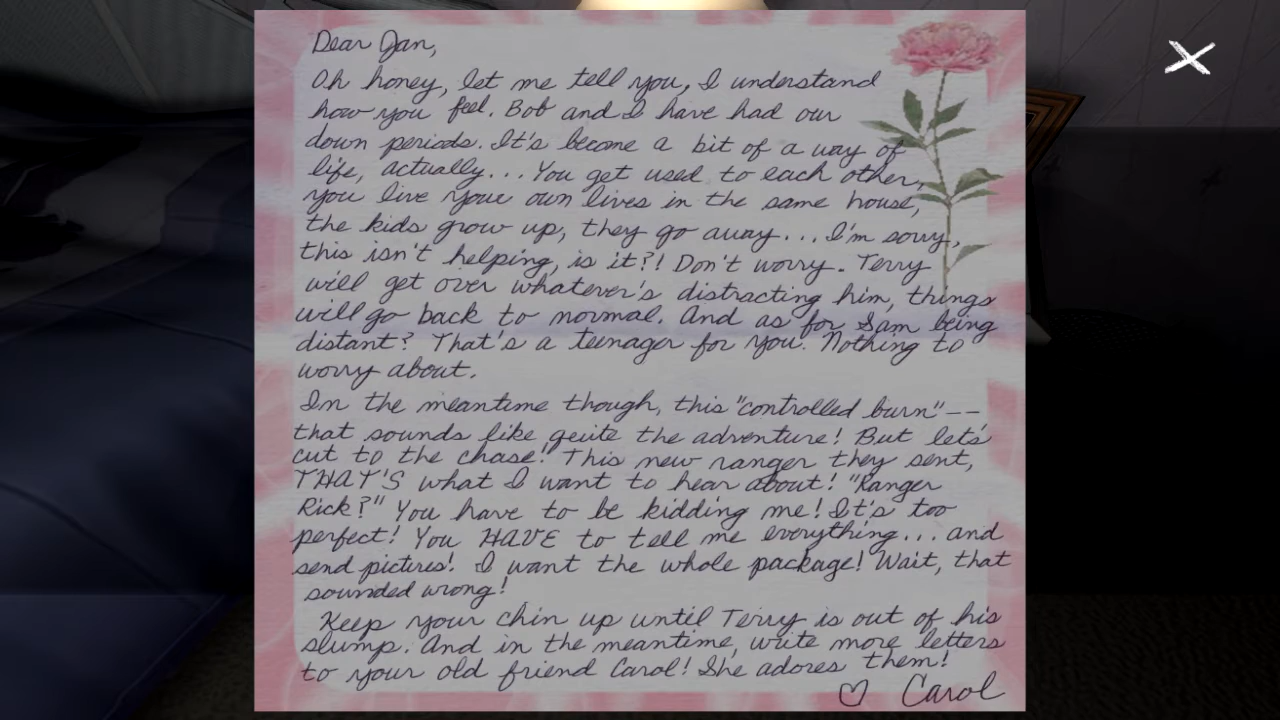 Dear Jan,
Oh honey, let me tell you, I understand
how you feel. Bob and I have had our
down periods. It's become a bit of a way of
life, actually... You get used to each other,
you live your own lives in the same house,
the kids grow up, they go away... I'm sorry,
this isn't helping, is it?! Don't worry. Terry
will get over whatever's distracting him, things
will go back to normal. And as for Sam being
distant? That's a teenager for you. Nothing to
worry about.
In the meantime though, this "controlled burn"--
that sounds like quite the adventure! But let's
cut to the chase! This new ranger they sent,
THAT'S what I want to hear about! "Ranger
Rick?" You have to be kidding me! It's too
perfect! You HAVE to tell me everything... and
send pictures! I want the whole package! Wait, that
sounded wrong!
Keep your chin up until Terry is out of his
slump. And in the meantime, write more letters
to your old friend Carol! She adores them!
♡ Carol